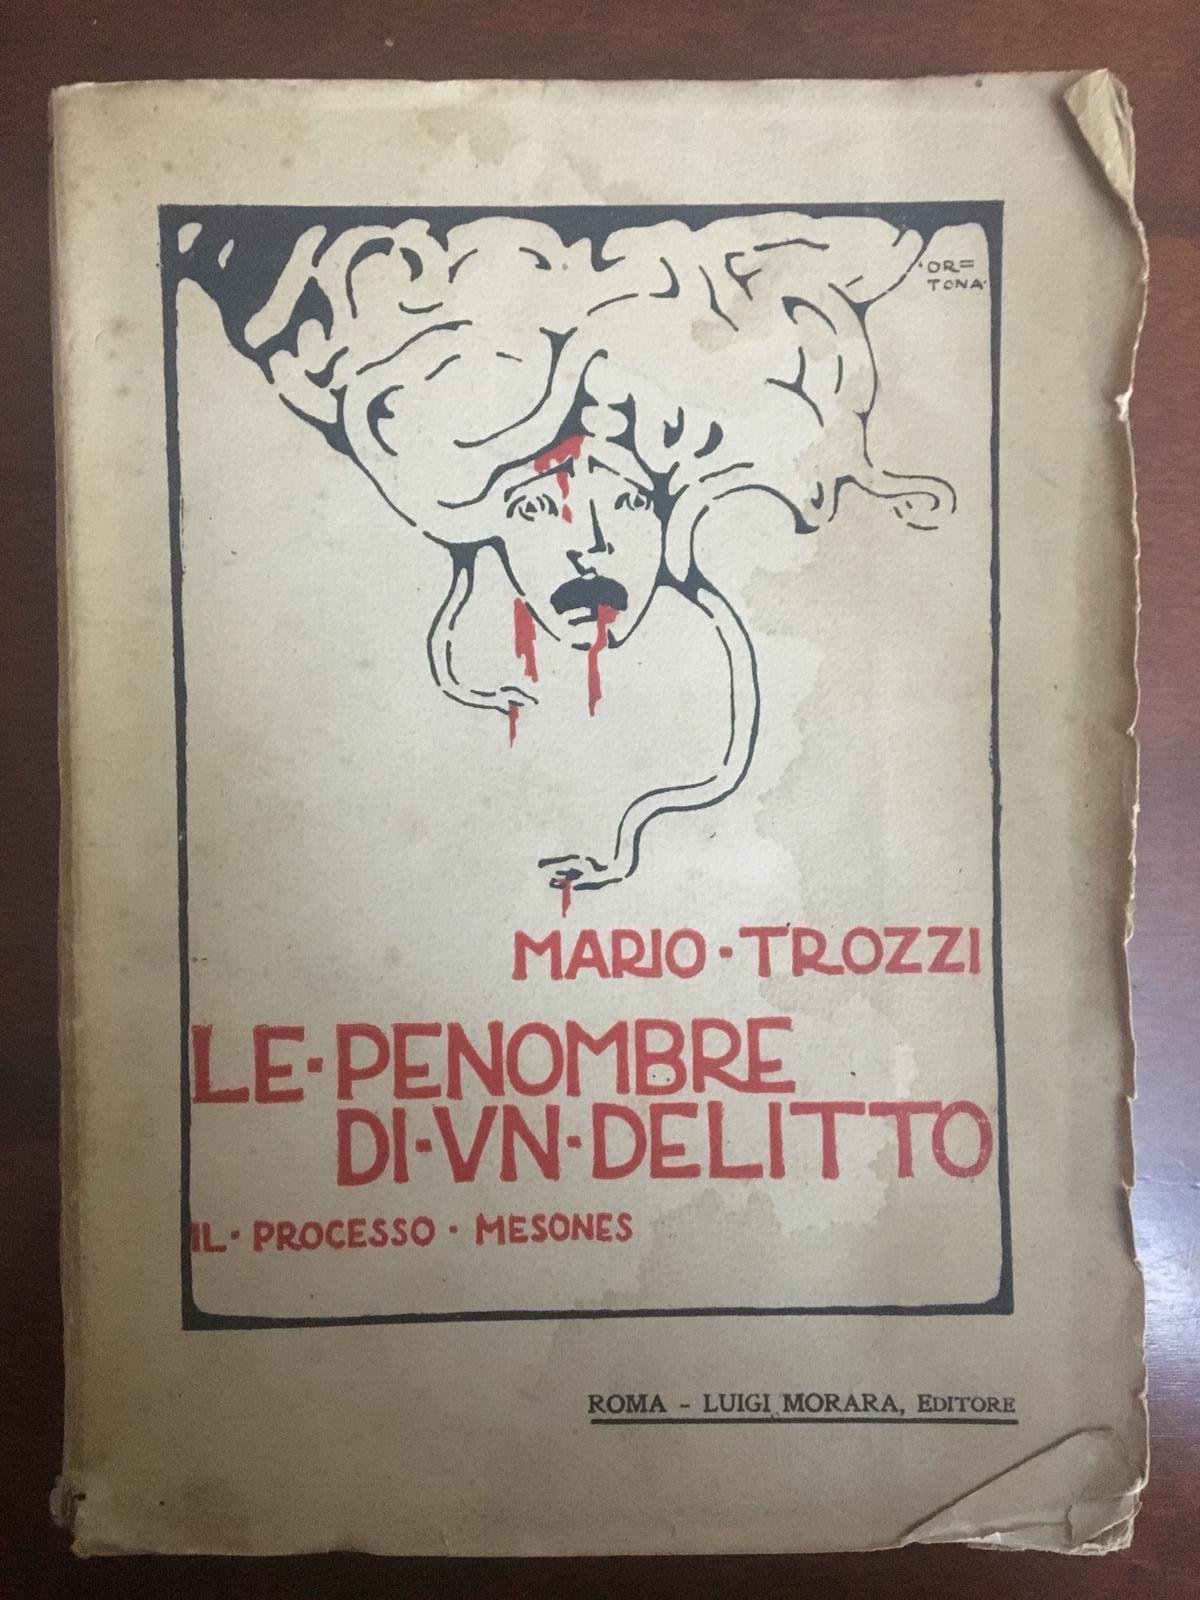 ·OR=
TONA·
MARIO·TROZZI
LE·PENOMBRE
DI·VN·DELITTO
IL·PROCESSO·MESONES
ROMA - LUIGI MORARA, EDITORE